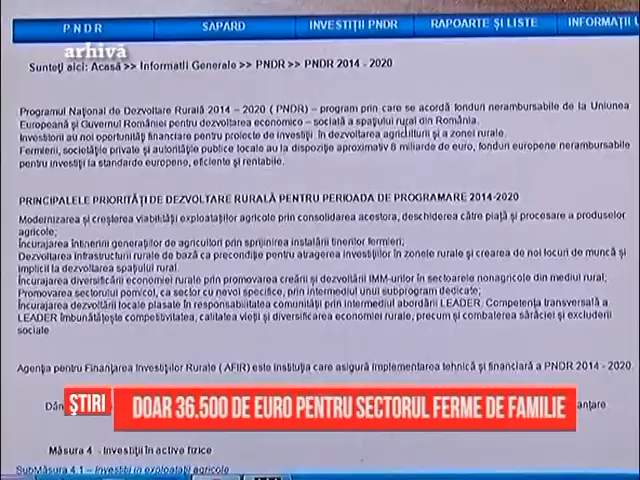 PNDR SAPARD INVESTIȚII PNDR RAPOARTE ȘI LISTE INFORMAȚII U
arhivă
Sunteți aici: Acasă >> Informatii Generale >> PNDR >> PNDR 2014 - 2020
Programul Național de Dezvoltare Rurală 2014 – 2020 ( PNDR) – program prin care se acordă fonduri nerambursabile de la Uniunea
Europeană și Guvernul României pentru dezvoltarea economico – socială a spațiului rural din România.
Investitorii au noi oportunități financiare pentru proiecte de investiții în dezvoltarea agriculturii și a zonei rurale.
Fermierii, societățile private și autoritățile publice locale au la dispoziție aproximativ 8 miliarde de euro, fonduri europene nerambursabile
pentru investiții la standarde europene, eficiente și rentabile.
PRINCIPALELE PRIORITĂȚI DE DEZVOLTARE RURALĂ PENTRU PERIOADA DE PROGRAMARE 2014-2020
Modernizarea și creșterea viabilității exploatațiilor agricole prin consolidarea acestora, deschiderea către piață și procesare a produselor
agricole;
Încurajarea întineririi generațiilor de agricultori prin sprijinirea instalării tinerilor fermieri;
Dezvoltarea infrastructurii rurale de bază ca precondiție pentru atragerea investițiilor în zonele rurale și crearea de noi locuri de muncă și
implicit la dezvoltarea spațiului rural.
Încurajarea diversificării economiei rurale prin promovarea creării și dezvoltării IMM-urilor în sectoarele nonagricole din mediul rural;
Promovarea sectorului pomicol, ca sector cu nevoi specifice, prin intermediul unui subprogram dedicate;
Încurajarea dezvoltării locale plasate în responsabilitatea comunității prin intermediul abordării LEADER. Competența transversală a
LEADER îmbunătățește competitivitatea, calitatea vieții și diversificarea economiei rurale, precum și combaterea sărăciei și excluderii
sociale.
Agenția pentru Finanțarea Investițiilor Rurale ( AFIR) este instituția care asigură implementarea tehnică și financiară a PNDR 2014 - 2020.
ȘTIRI DOAR 36.500 DE EURO PENTRU SECTORUL FERME DE FAMILIE
Măsura 4 - Investiții în active fizice
SubMăsura 4.1 – Investiții în exploatații agricole